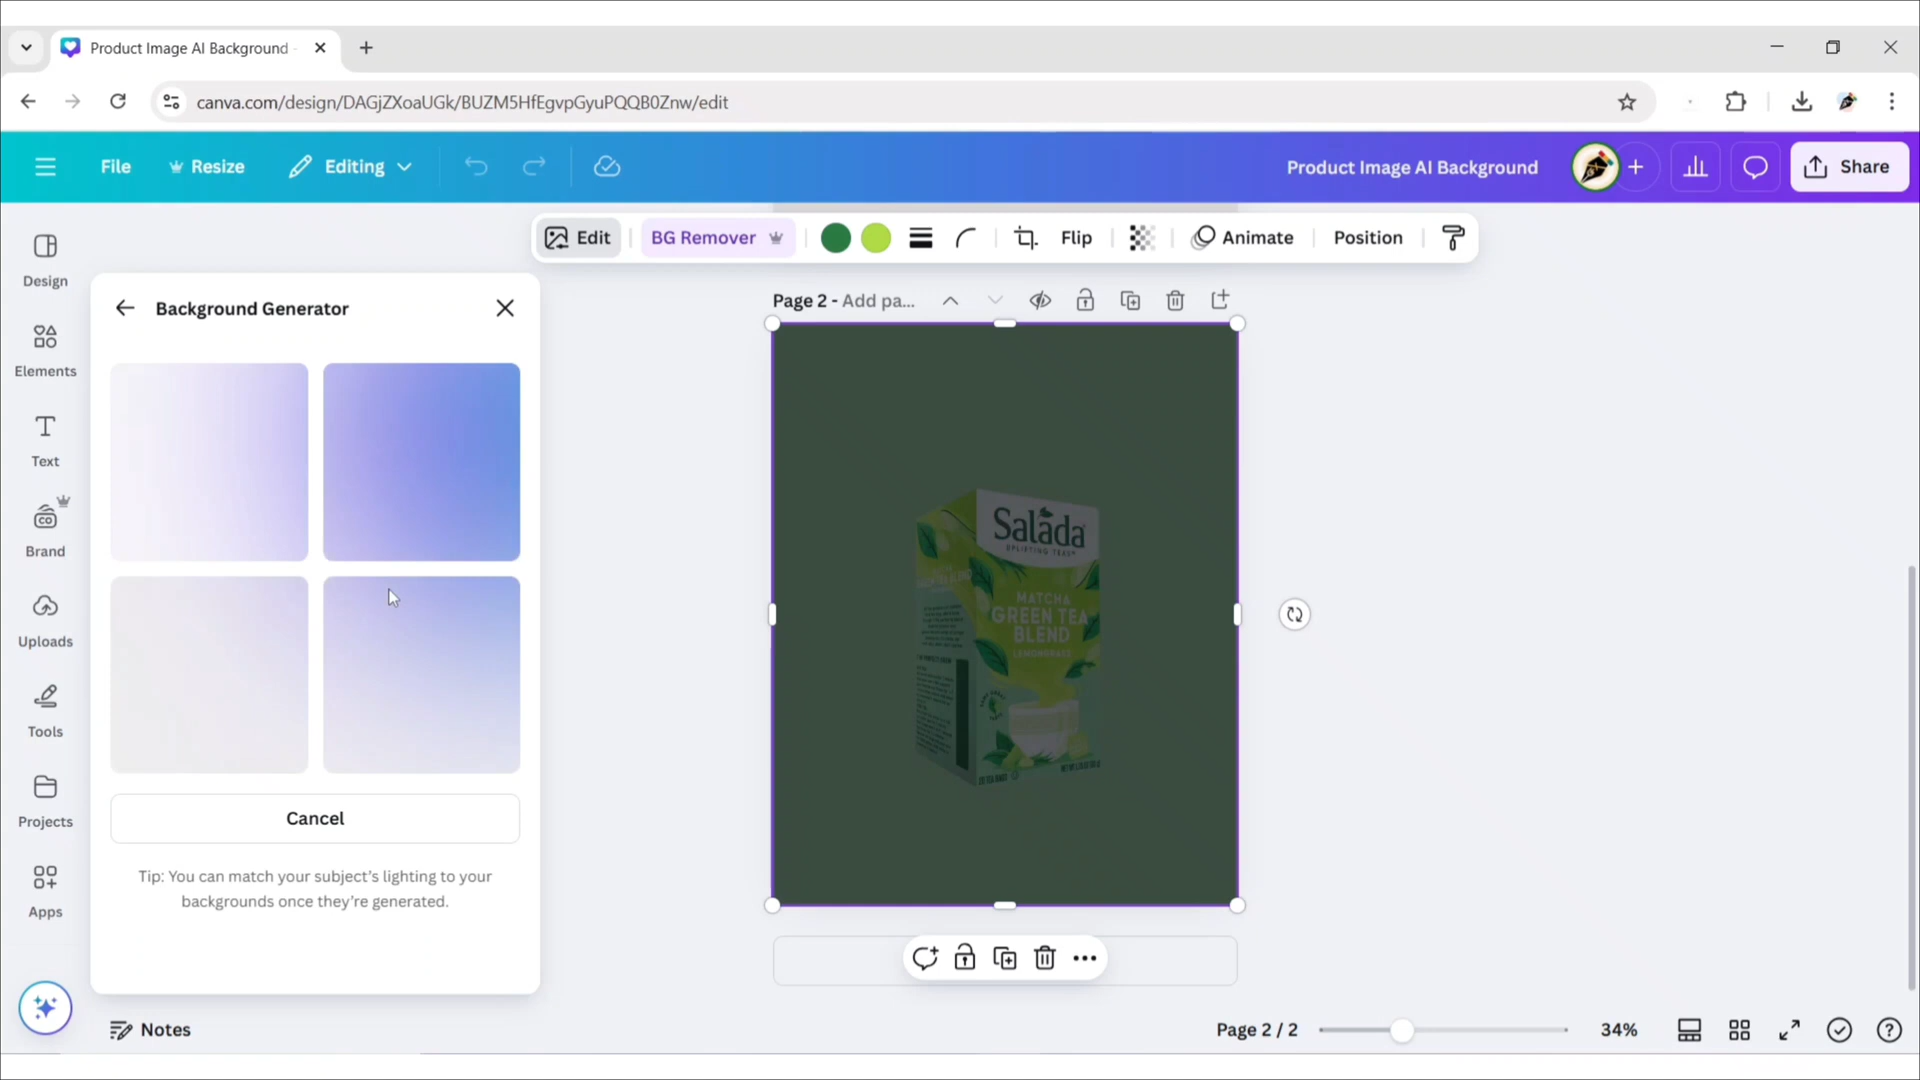 Product Image AI Background -
canva.com/design/DAGjZXoaUGk/BUZM5HfEgvpGyuPQQB0Znw/edit
File
Resize
Editing
Product Image AI Background
Share
Edit
BG Remover
Flip
Animate
Position
Design
Elements
Text
Brand
Uploads
Tools
Projects
Apps
Background Generator
Cancel
Tip: You can match your subject's lighting to your
backgrounds once they're generated.
Page 2 - Add pa...
Salada
UPLIFTING TEAS
MATCHA
GREEN TEA
BLEND
LEMONGRASS
Notes
Page 2 / 2
34%